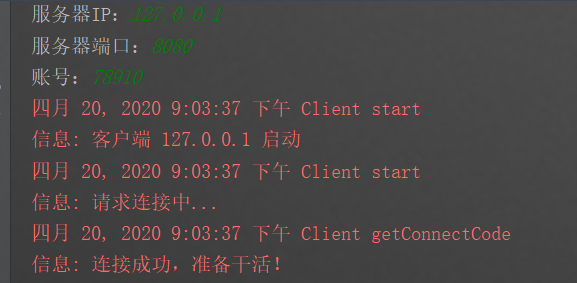 服务器IP：127.0.0.1
服务器端口：8080
账号：78910
四月 20, 2020 9:03:37 下午 Client start
信息: 客户端 127.0.0.1 启动
四月 20, 2020 9:03:37 下午 Client start
信息: 请求连接中...
四月 20, 2020 9:03:37 下午 Client getConnectCode
信息: 连接成功，准备干活！